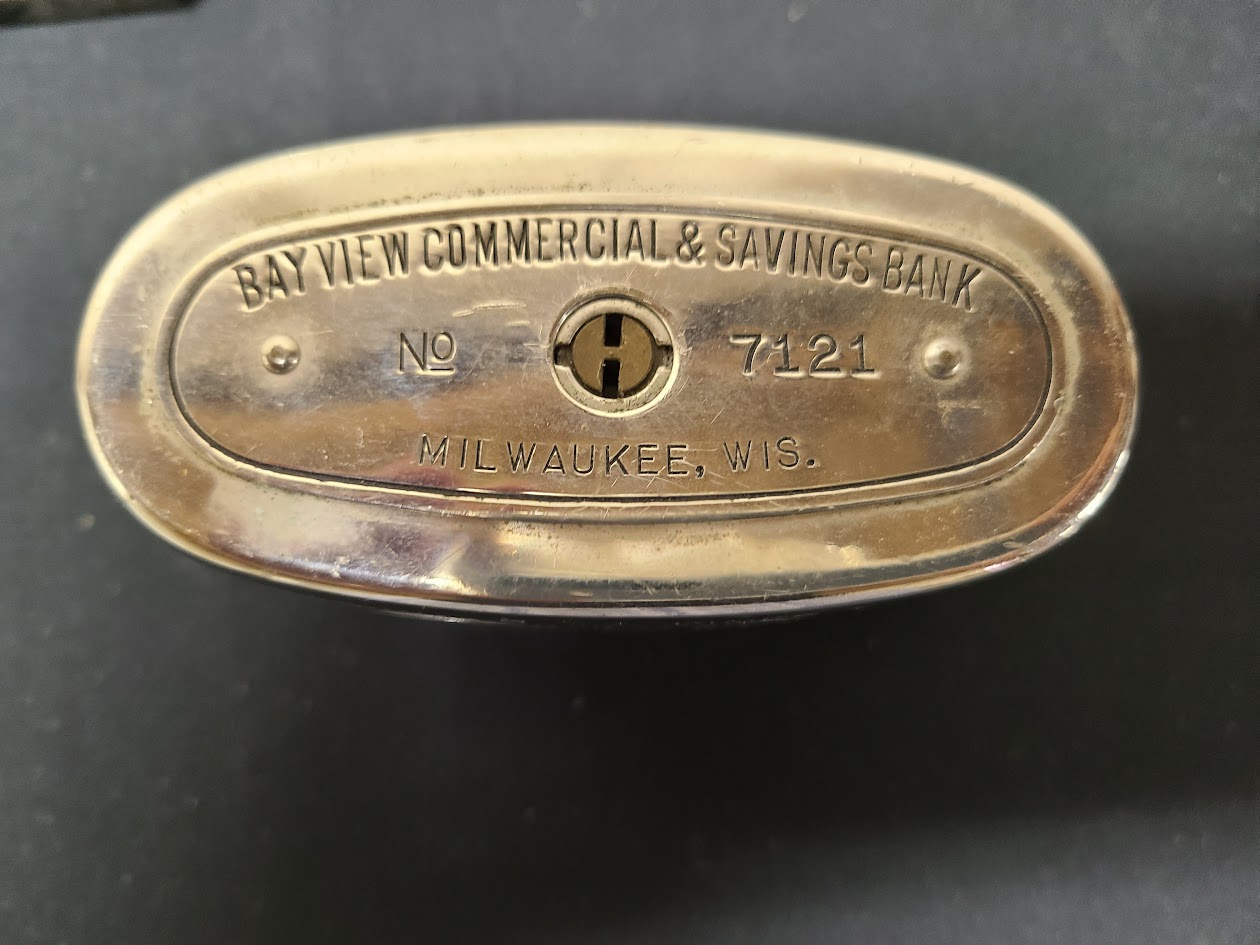 BAY VIEW COMMERCIAL & SAVINGS BANK
No 7121
MILWAUKEE, WIS.